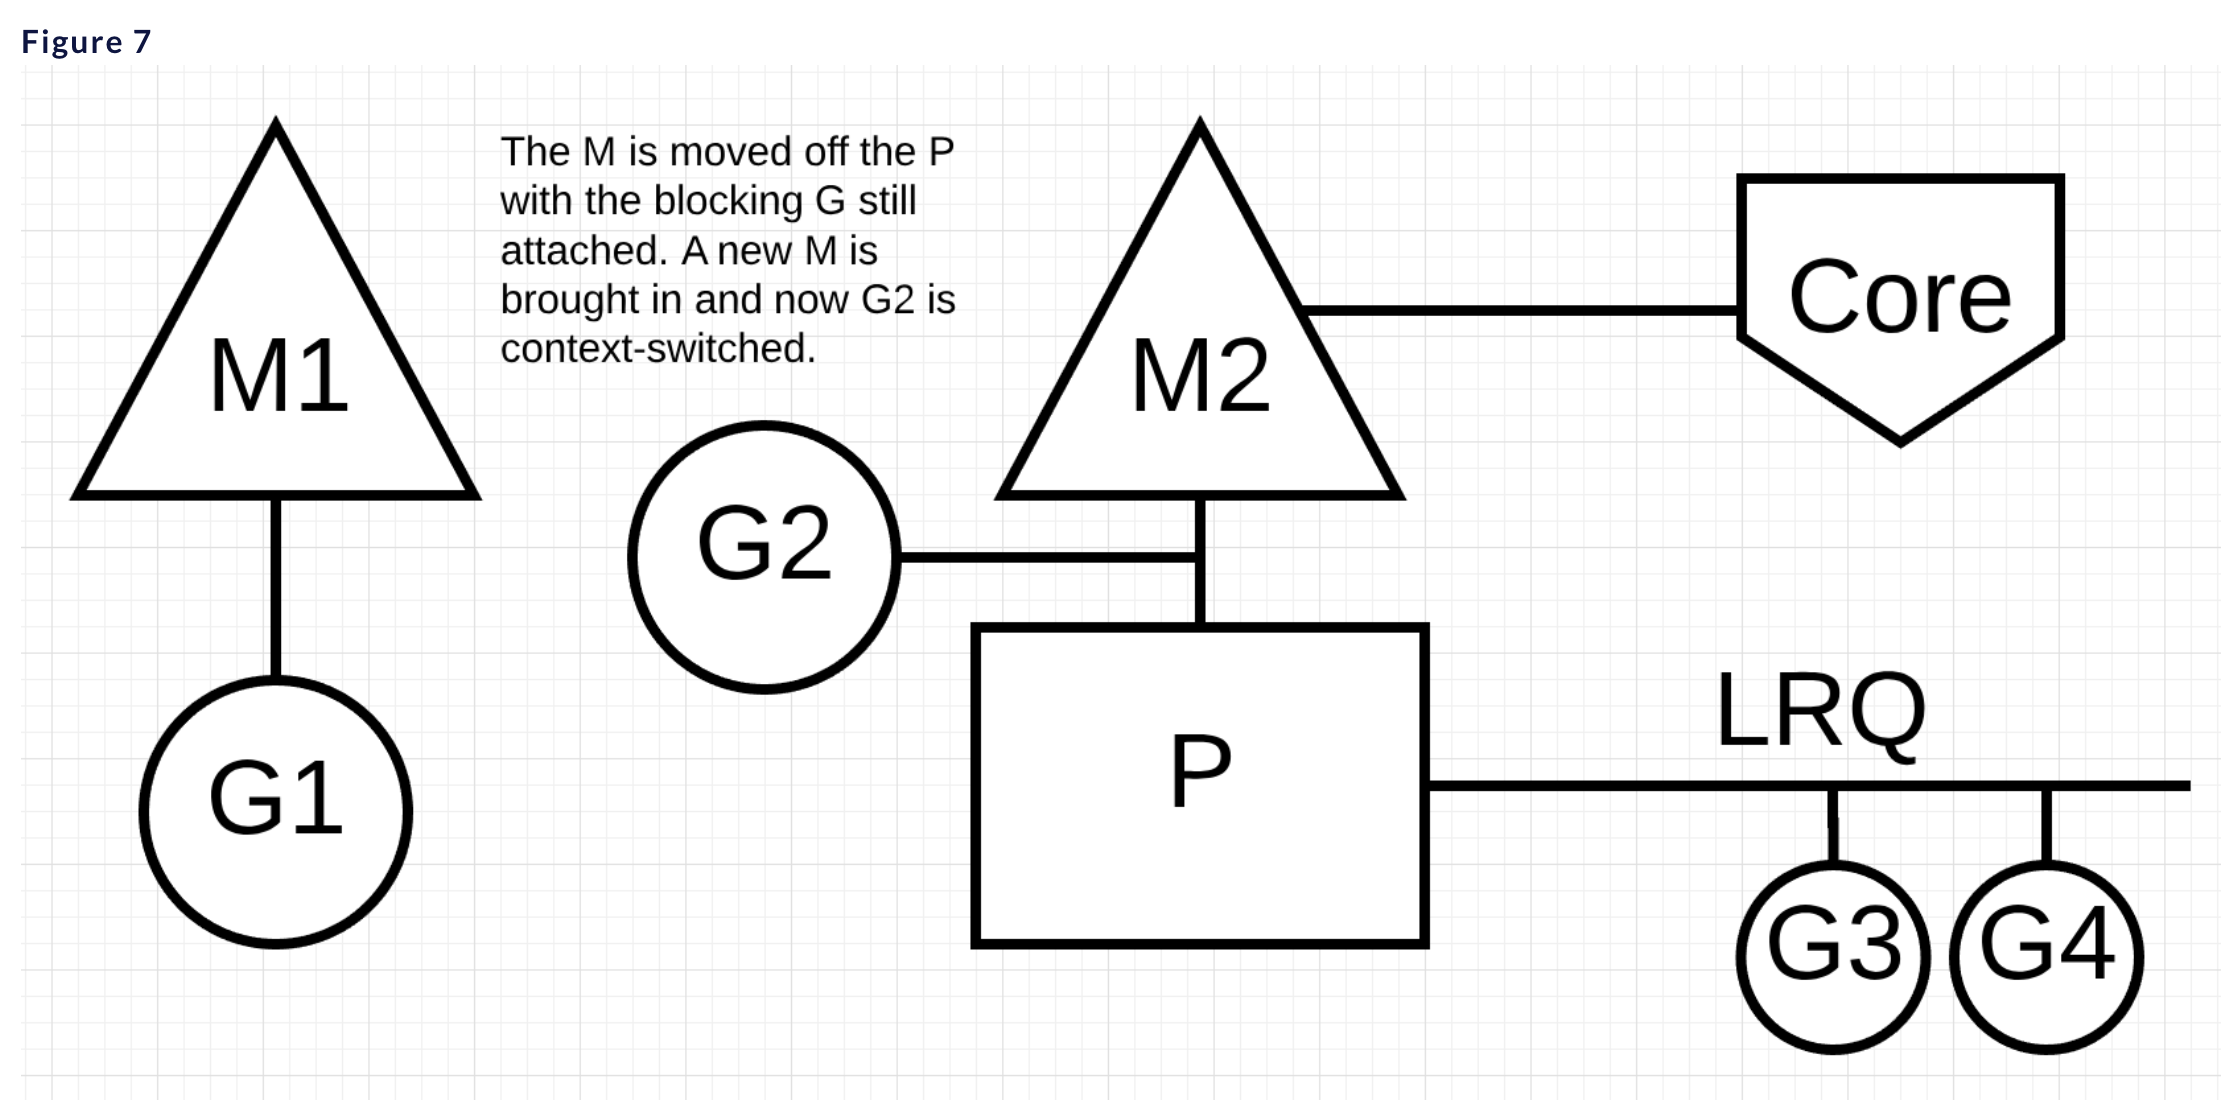 Figure 7
The M is moved off the P
with the blocking G still
attached. A new M is
brought in and now G2 is
context-switched.
M1
M2
Core
G2
G1
P
LRQ
G3
G4